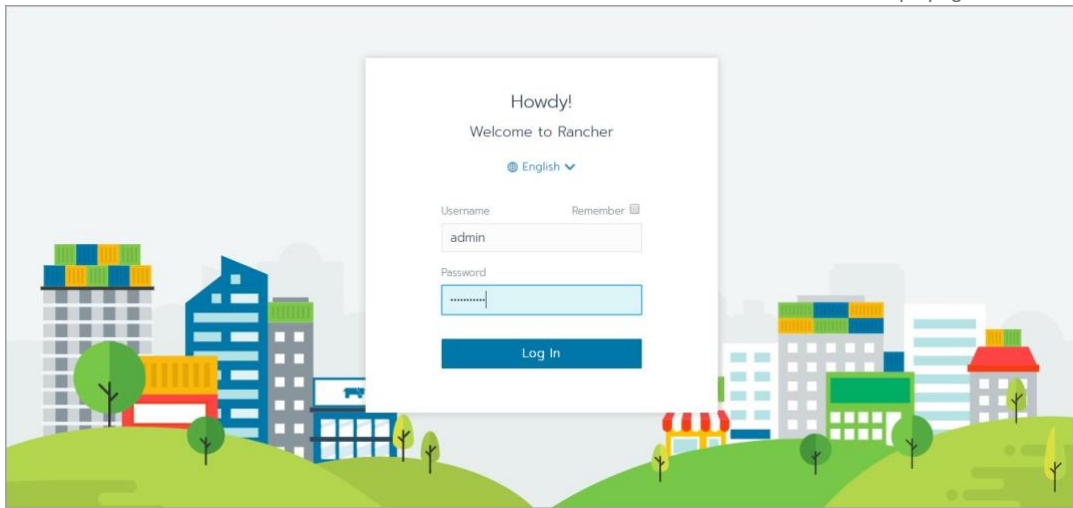 Howdy!
Welcome to Rancher
English
Username Remember
admin
Password
Log In